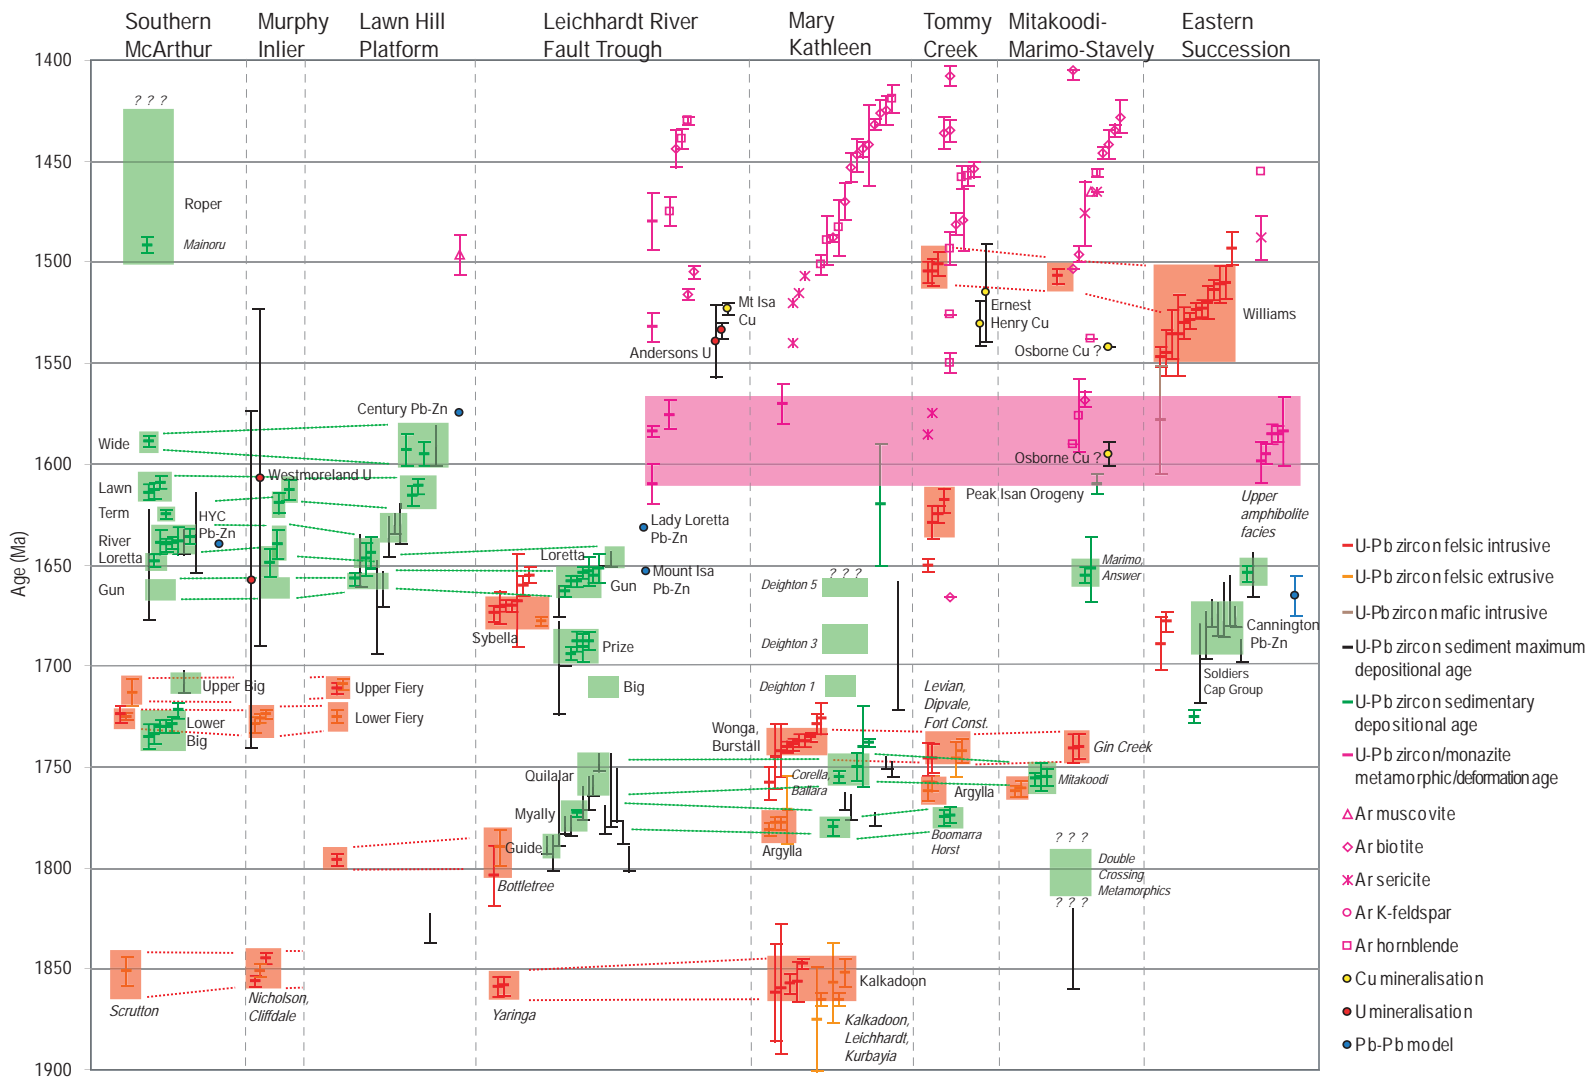 Southern
McArthur
Murphy
Inlier
Lawn Hill
Platform
Leichhardt River
Fault Trough
Mary
Kathleen
Tommy
Creek
Mitakoodi-
Marimo-Stavely
Eastern
Succession
Age (Ma)
1400
1450
1500
1550
1600
1650
1700
1750
1800
1850
1900
? ? ?
Roper
Mainoru
Wide
Lawn
Term
River
Loretta
Gun
HYC
Pb-Zn
Upper Big
Lower
Big
Scrutton
Westmoreland U
Nicholson,
Cliffdale
Century Pb-Zn
Upper Fiery
Lower Fiery
Mt Isa
Cu
Andersons U
Lady Loretta
Pb-Zn
Loretta
Mount Isa
Pb-Zn
Gun
Sybella
Prize
Big
Quilalar
Myally
Guide
Bottletree
Yaringa
? ? ?
Deighton 5
Deighton 3
Deighton 1
Wonga,
Burstall
Corella,
Ballara
Argylla
Kalkadoon
Kalkadoon,
Leichhardt,
Kurbayia
Ernest
Henry Cu
Peak Isan Orogeny
Levian,
Dipvale,
Fort Const.
Argylla
Boomarra
Horst
Osborne Cu ?
Osborne Cu ?
Marimo,
Answer
Gin Creek
Mitakoodi
? ? ?
Double
Crossing
Metamorphics
? ? ?
Williams
Upper
amphibolite
facies
Cannington
Pb-Zn
Soldiers
Cap Group
U-Pb zircon felsic intrusive
U-Pb zircon felsic extrusive
U-Pb zircon mafic intrusive
U-Pb zircon sediment maximum
depositional age
U-Pb zircon sedimentary
depositional age
U-Pb zircon/monazite
metamorphic/deformation age
Ar muscovite
Ar biotite
Ar sericite
Ar K-feldspar
Ar hornblende
Cu mineralisation
U mineralisation
Pb-Pb model